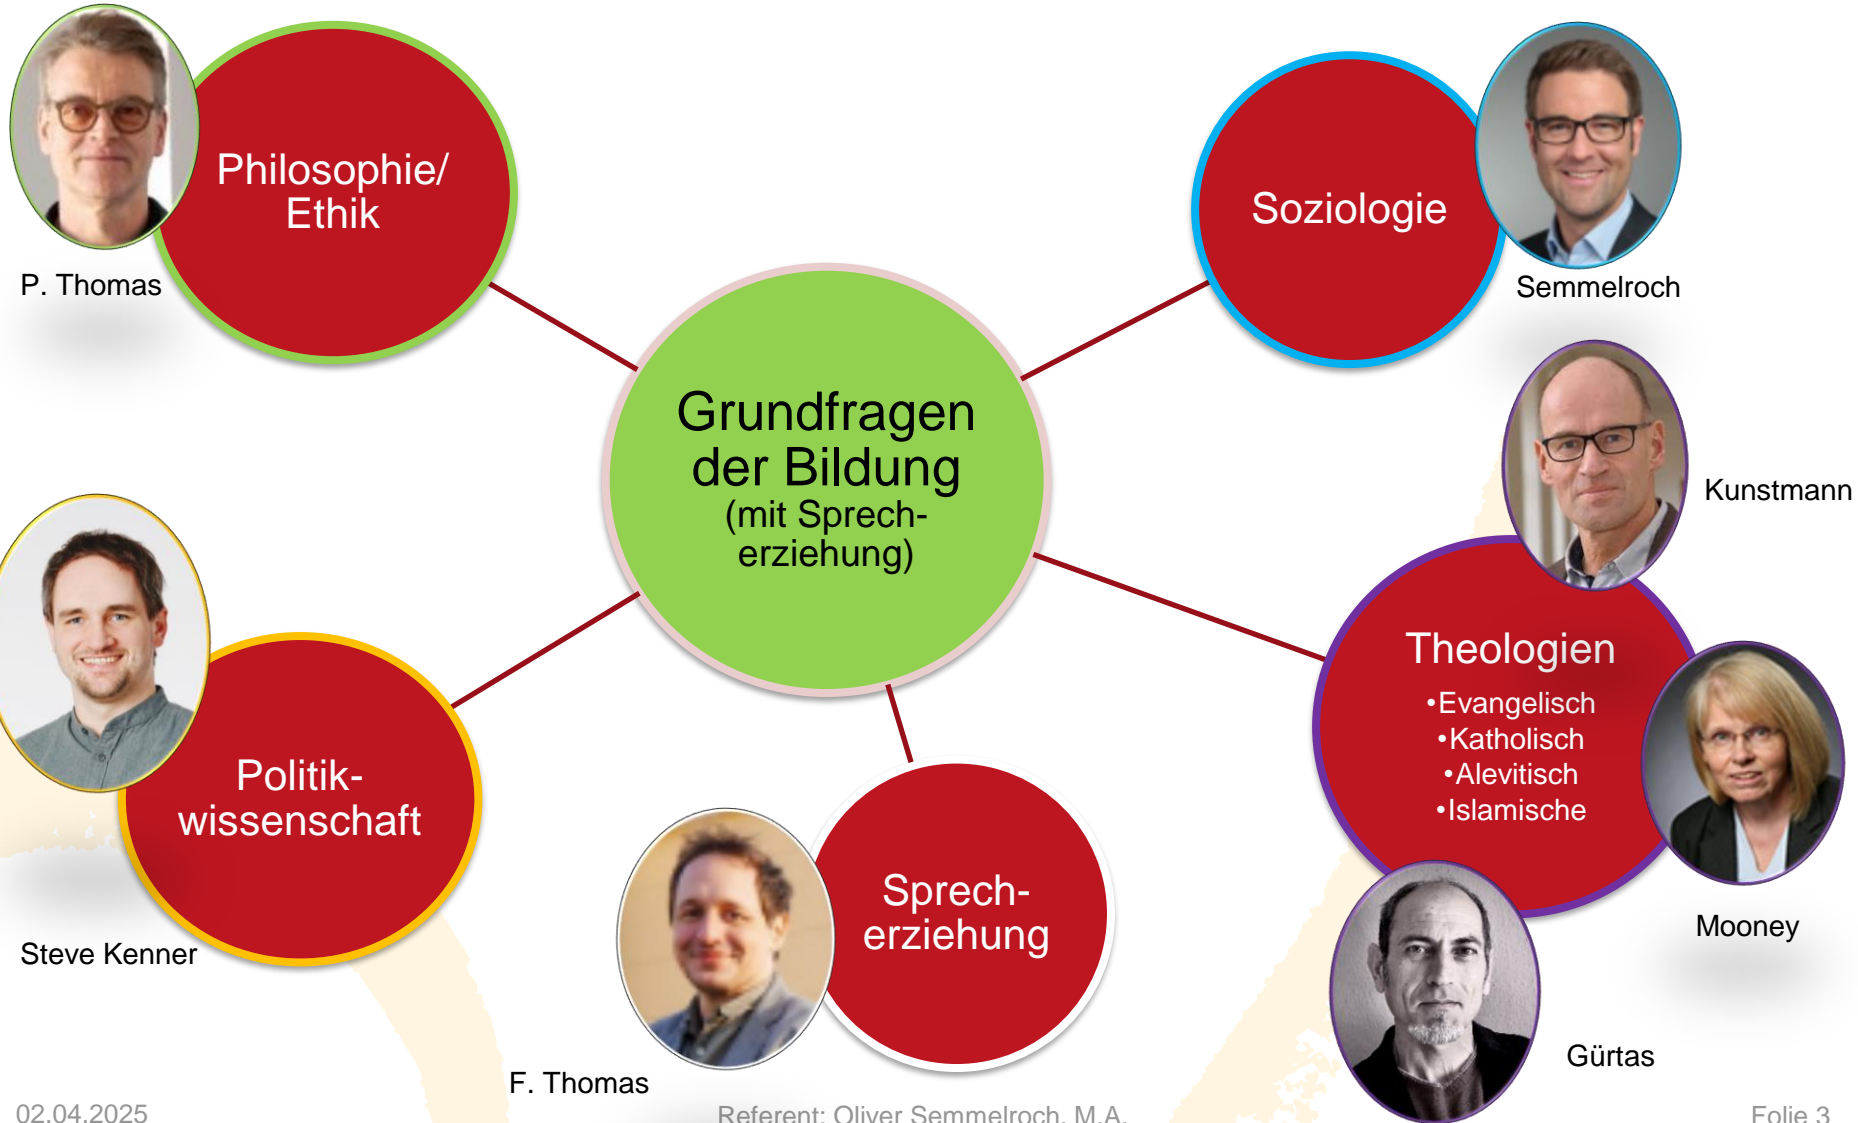 Philosophie/
Ethik
P. Thomas
Soziologie
Semmelroch
Grundfragen
der Bildung
(mit Sprech-
erziehung)
Kunstmann
Theologien
•Evangelisch
•Katholisch
•Alevitisch
•Islamische
Mooney
Gürtas
Politik-
wissenschaft
Steve Kenner
Sprech-
erziehung
F. Thomas
02.04.2025
Referent: Oliver Semmelroch, M.A.
Folie 3